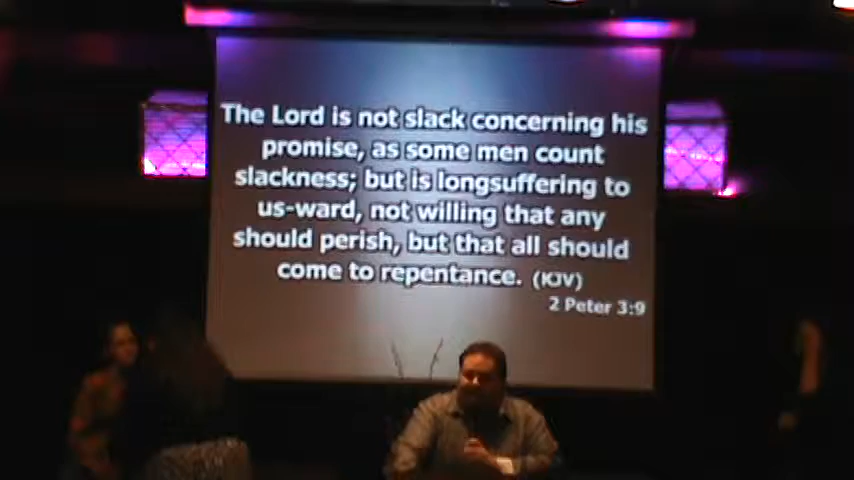 The Lord is not slack concerning his
promise, as some men count
slackness; but is longsuffering to
us-ward, not willing that any
should perish, but that all should
come to repentance. (KJV)
2 Peter 3:9